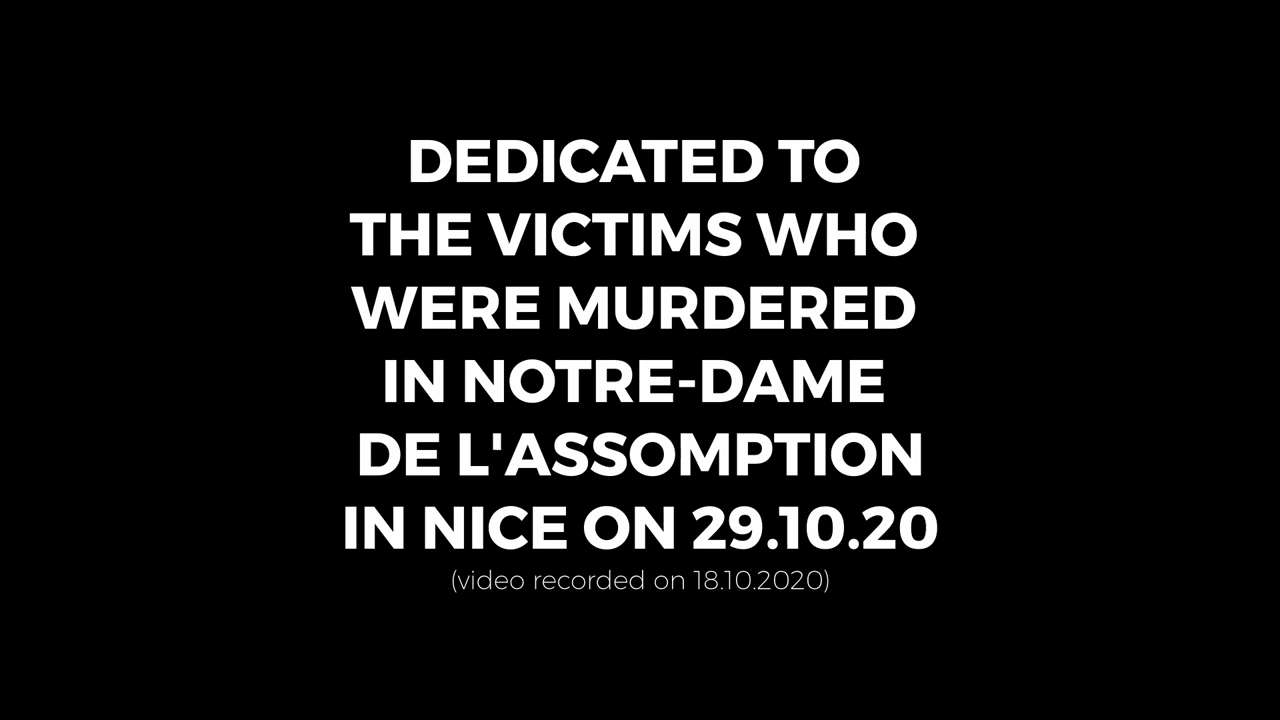 DEDICATED TO
THE VICTIMS WHO
WERE MURDERED
IN NOTRE-DAME
DE L'ASSOMPTION
IN NICE ON 29.10.20
(video recorded on 18.10.2020)